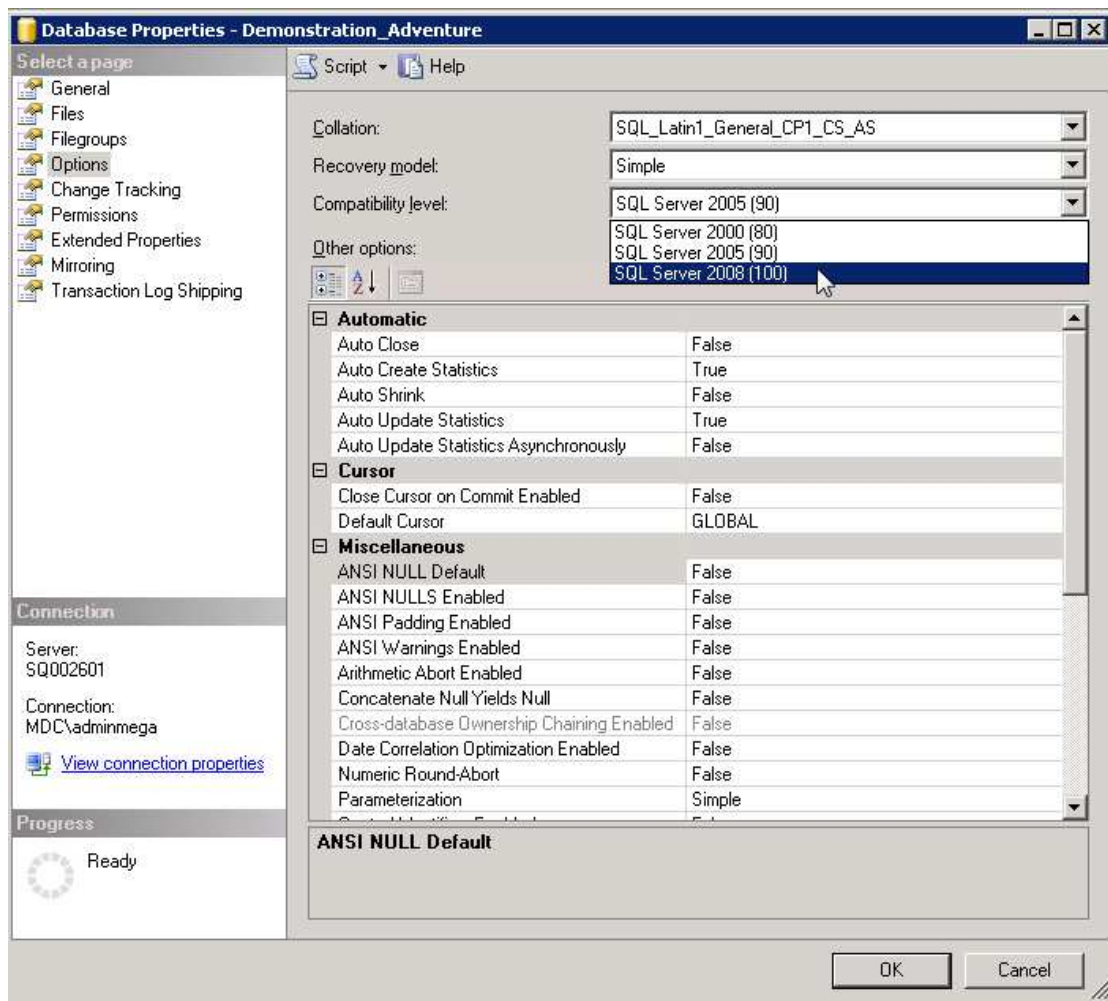 Database Properties - Demonstration_Adventure
Select a page
General
Files
Filegroups
Options
Change Tracking
Permissions
Extended Properties
Mirroring
Transaction Log Shipping
Connection
Server:
SQ002601
Connection:
MDC\adminmega
View connection properties
Progress
Ready
Script Help
Collation: SQL_Latin1_General_CP1_CS_AS
Recovery model: Simple
Compatibility level: SQL Server 2005 (90)
SQL Server 2000 (80)
SQL Server 2005 (90)
SQL Server 2008 (100)
Other options:
Automatic
Auto Close False
Auto Create Statistics True
Auto Shrink False
Auto Update Statistics True
Auto Update Statistics Asynchronously False
Cursor
Close Cursor on Commit Enabled False
Default Cursor GLOBAL
Miscellaneous
ANSI NULL Default False
ANSI NULLS Enabled False
ANSI Padding Enabled False
ANSI Warnings Enabled False
Arithmetic Abort Enabled False
Concatenate Null Yields Null False
Cross-database Ownership Chaining Enabled False
Date Correlation Optimization Enabled False
Numeric Round-Abort False
Parameterization Simple
ANSI NULL Default
OK Cancel